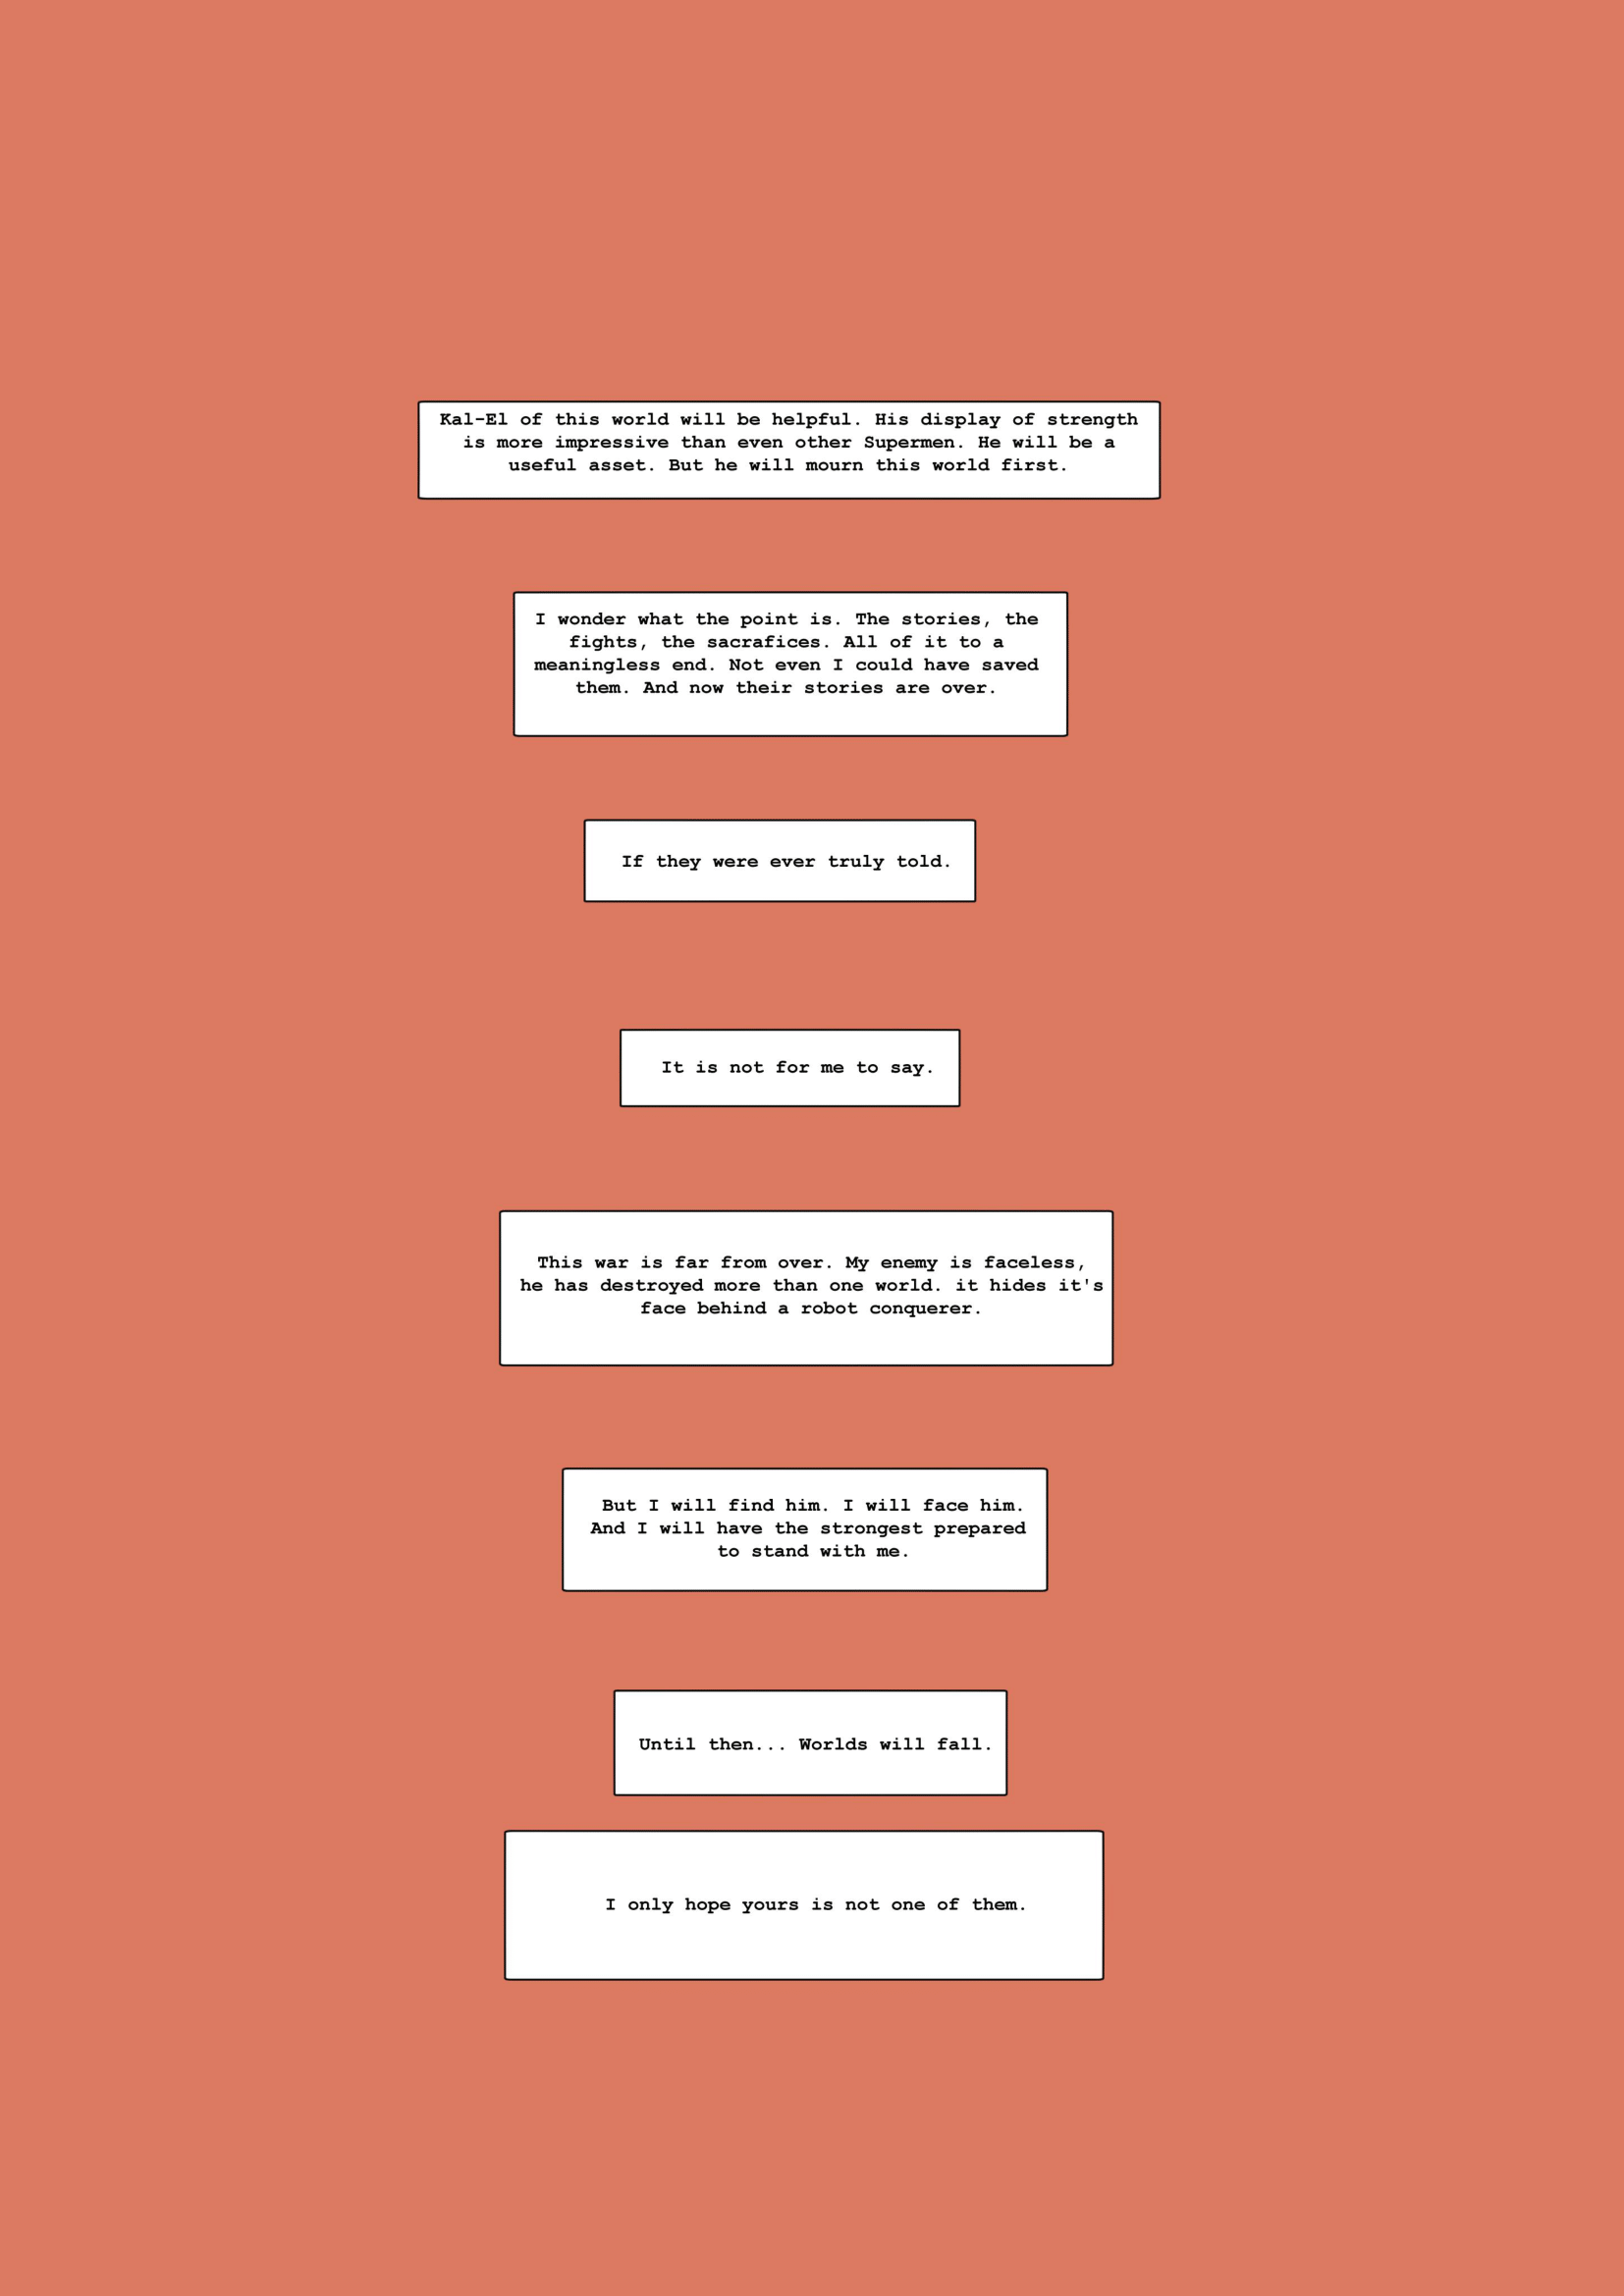 Kal-El of this world will be helpful. His display of strength
is more impressive than even other Supermen. He will be a
useful asset. But he will mourn this world first.
I wonder what the point is. The stories, the
fights, the sacrafices. All of it to a
meaningless end. Not even I could have saved
them. And now their stories are over.
If they were ever truly told.
It is not for me to say.
This war is far from over. My enemy is faceless,
he has destroyed more than one world. it hides it's
face behind a robot conquerer.
But I will find him. I will face him.
And I will have the strongest prepared
to stand with me.
Until then... Worlds will fall.
I only hope yours is not one of them.